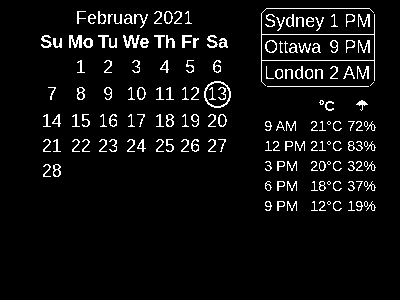 February 2021
Su Mo Tu We Th Fr Sa
1 2 3 4 5 6
7 8 9 10 11 12 13
14 15 16 17 18 19 20
21 22 23 24 25 26 27
28
Sydney 1 PM
Ottawa 9 PM
London 2 AM
°C ☂
9 AM 21°C 72%
12 PM 21°C 83%
3 PM 20°C 32%
6 PM 18°C 37%
9 PM 12°C 19%